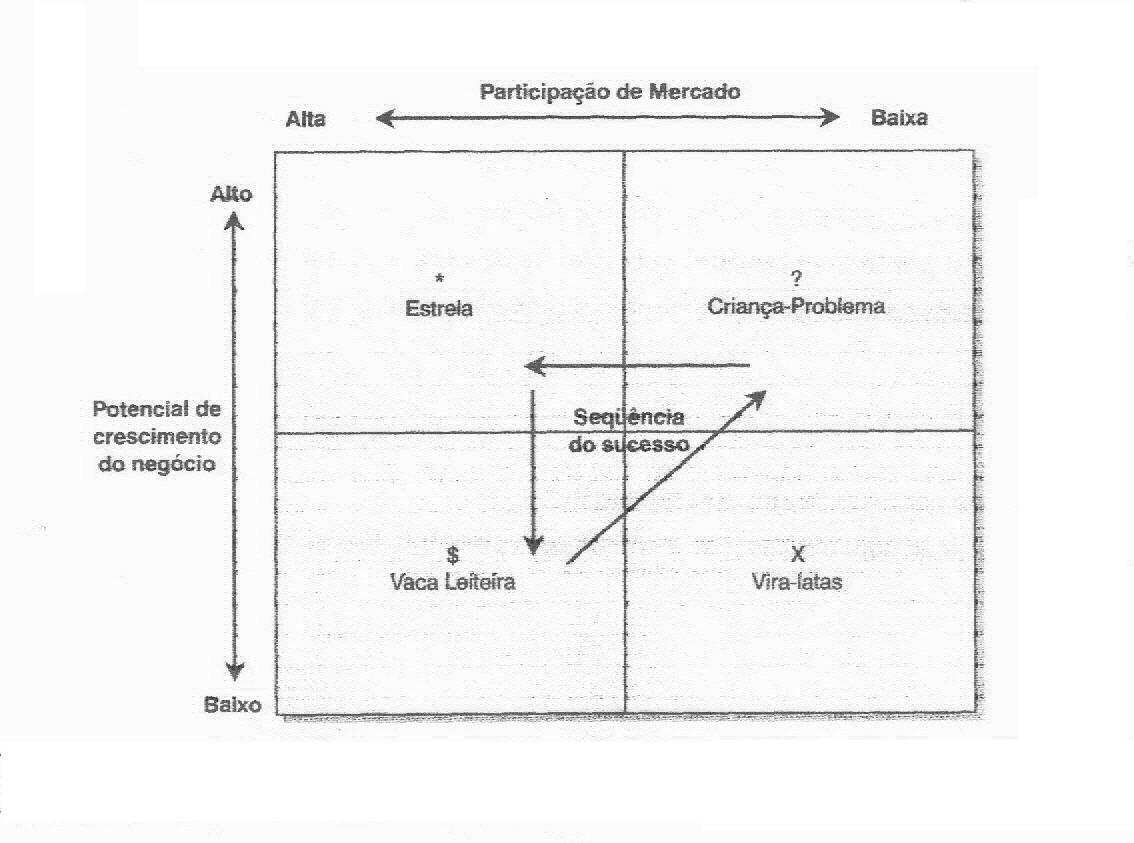 Participação de Mercado
Alta
Baixa
Alto
*
Estrela
?
Criança-Problema
Potencial de
crescimento
do negócio
Seqüência
do sucesso
$
Vaca Leiteira
X
Vira-latas
Baixo